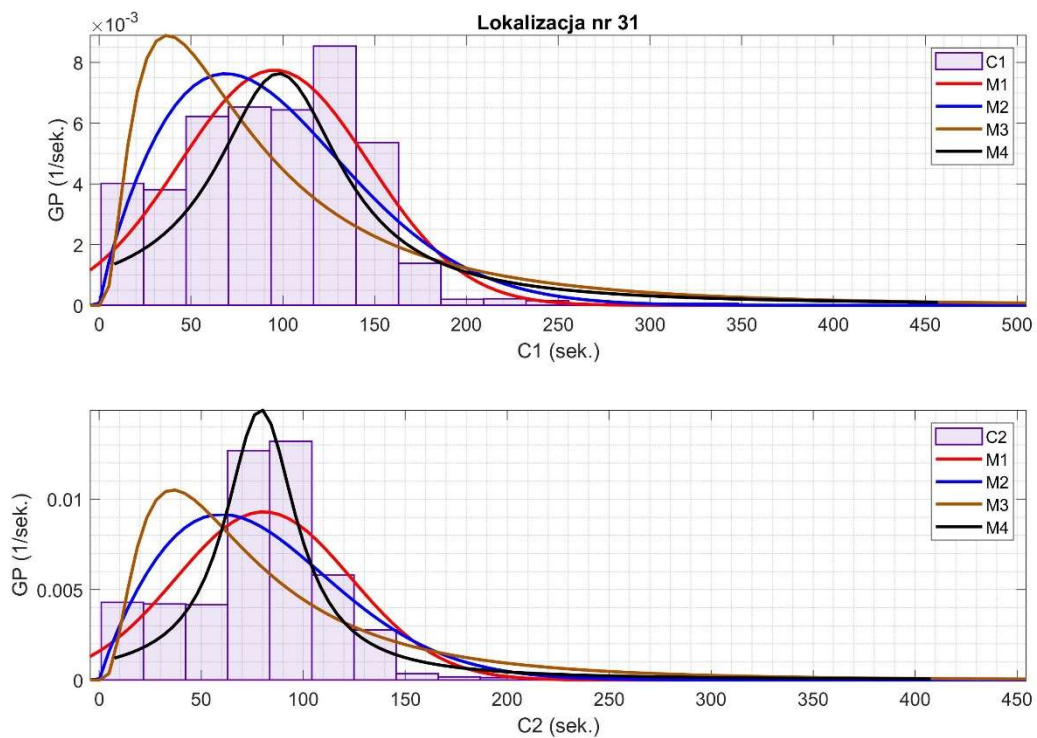 Lokalizacja nr 31
×10⁻³
8
6
4
2
0
GP (1/sek.)
0 50 100 150 200 250 300 350 400 450 500
C1 (sek.)
C1
M1
M2
M3
M4
0.01
0.005
0
GP (1/sek.)
0 50 100 150 200 250 300 350 400 450
C2 (sek.)
C2
M1
M2
M3
M4